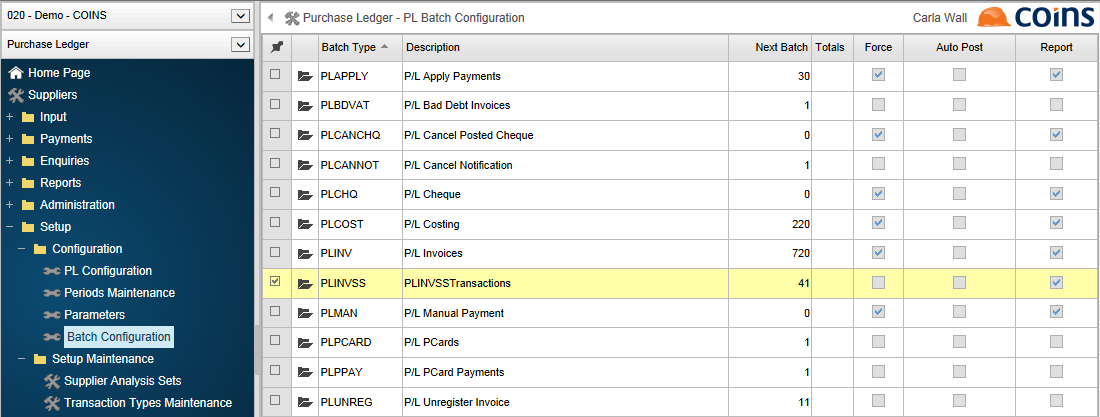 020 - Demo - COINS
Purchase Ledger
Home Page
Suppliers
Input
Payments
Enquiries
Reports
Administration
Setup
Configuration
PL Configuration
Periods Maintenance
Parameters
Batch Configuration
Setup Maintenance
Supplier Analysis Sets
Transaction Types Maintenance
Purchase Ledger - PL Batch Configuration
Carla Wall
coins
Batch Type Description Next Batch Totals Force Auto Post Report
PLAPPLY P/L Apply Payments 30
PLBDVAT P/L Bad Debt Invoices 1
PLCANCHQ P/L Cancel Posted Cheque 0
PLCANNOT P/L Cancel Notification 1
PLCHQ P/L Cheque 0
PLCOST P/L Costing 220
PLINV P/L Invoices 720
PLINVSS PLINVSSTransactions 41
PLMAN P/L Manual Payment 0
PLPCARD P/L PCards 1
PLPPAY P/L PCard Payments 1
PLUNREG P/L Unregister Invoice 11